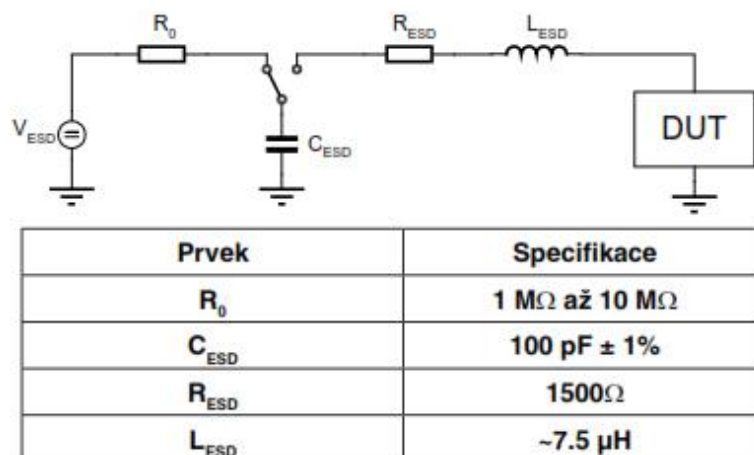 R0
RESD
LESD
VESD
CESD
DUT
Prvek Specifikace
R0 1 MΩ až 10 MΩ
CESD 100 pF ± 1%
RESD 1500Ω
LESD ~7.5 µH